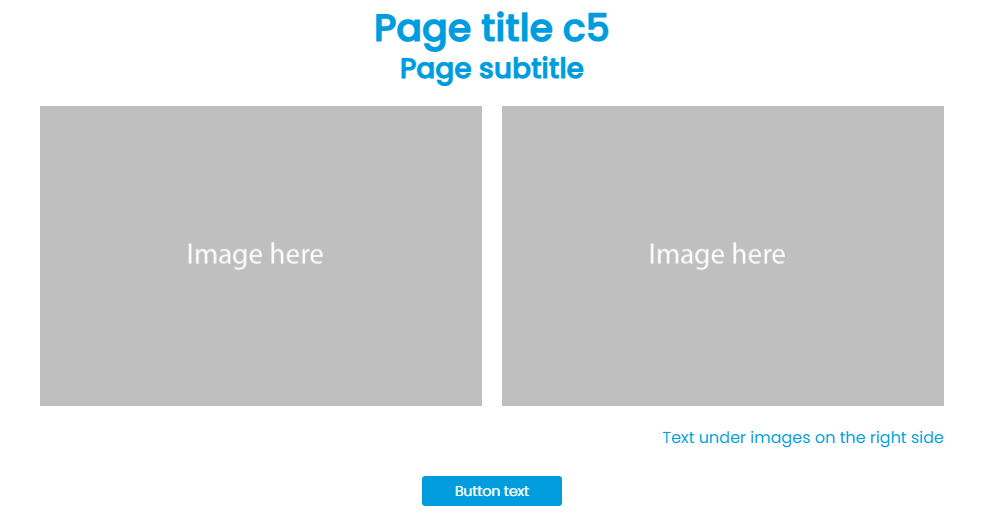 Page title c5
Page subtitle
Image here
Image here
Text under images on the right side
Button text